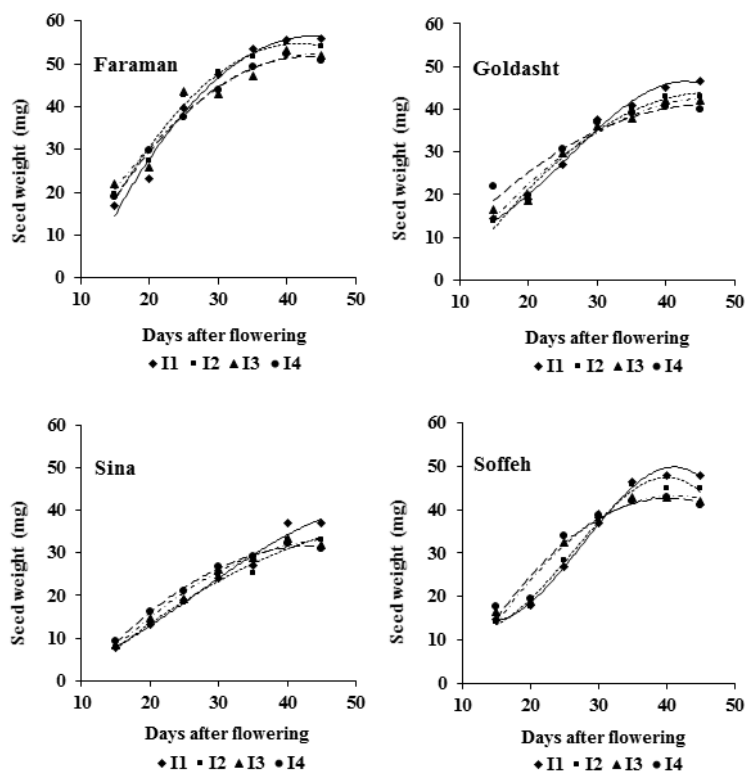 60
50
40
30
20
10
0
Seed weight (mg)
Faraman
10 20 30 40 50
Days after flowering
◆ I1 ▪ I2 ▲ I3 ● I4
60
50
40
30
20
10
0
Seed weight (mg)
Goldasht
10 20 30 40 50
Days after flowering
◆ I1 ▪ I2 ▲ I3 ● I4
60
50
40
30
20
10
0
Seed weight (mg)
Sina
10 20 30 40 50
Days after flowering
◆ I1 ▪ I2 ▲ I3 ● I4
60
50
40
30
20
10
0
Seed weight (mg)
Soffeh
10 20 30 40 50
Days after flowering
◆ I1 ▪ I2 ▲ I3 ● I4